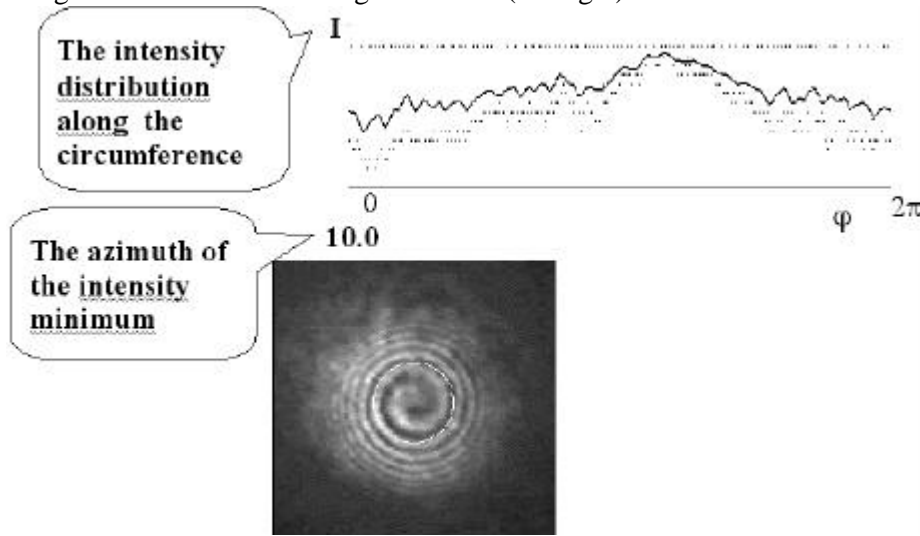 I
The intensity
distribution
along the
circumference
0
φ
2π
10.0
The azimuth of
the intensity
minimum